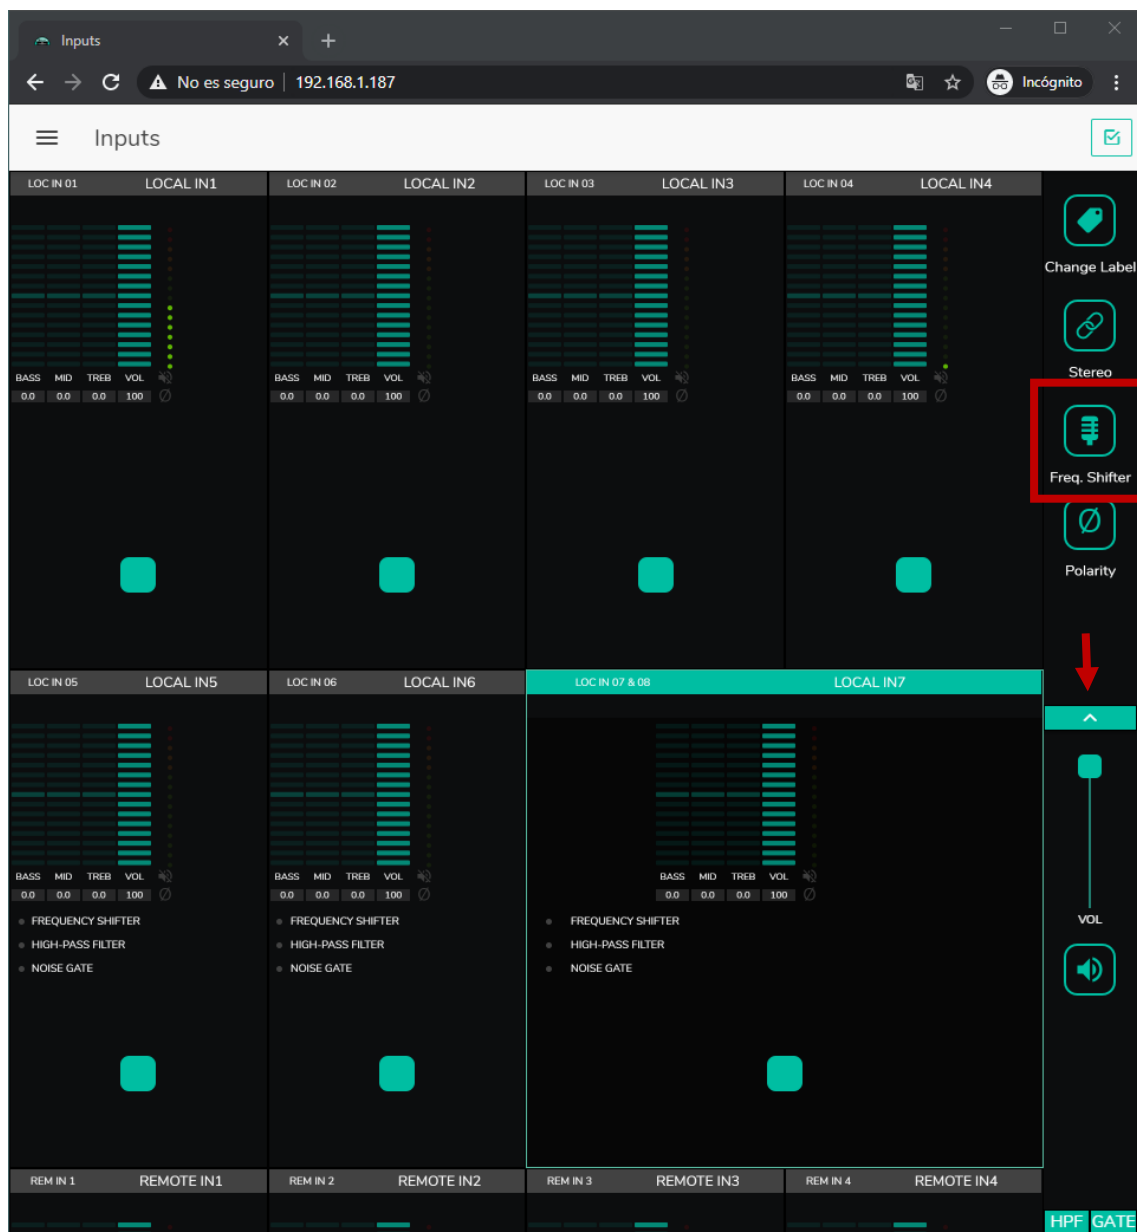 Inputs
No es seguro | 192.168.1.187 Incógnito
Inputs
LOC IN 01 LOCAL IN1 LOC IN 02 LOCAL IN2 LOC IN 03 LOCAL IN3 LOC IN 04 LOCAL IN4
Change Label
Stereo
BASS MID TREB VOL BASS MID TREB VOL BASS MID TREB VOL BASS MID TREB VOL
0.0 0.0 0.0 100 0.0 0.0 0.0 100 0.0 0.0 0.0 100 0.0 0.0 0.0 100
Freq. Shifter
Polarity
LOC IN 05 LOCAL IN5 LOC IN 06 LOCAL IN6 LOC IN 07 & 08 LOCAL IN7
BASS MID TREB VOL BASS MID TREB VOL BASS MID TREB VOL
0.0 0.0 0.0 100 0.0 0.0 0.0 100 0.0 0.0 0.0 100
FREQUENCY SHIFTER FREQUENCY SHIFTER FREQUENCY SHIFTER
VOL
HIGH-PASS FILTER HIGH-PASS FILTER HIGH-PASS FILTER
NOISE GATE NOISE GATE NOISE GATE
REM IN 1 REMOTE IN1 REM IN 2 REMOTE IN2 REM IN 3 REMOTE IN3 REM IN 4 REMOTE IN4
HPF GATE